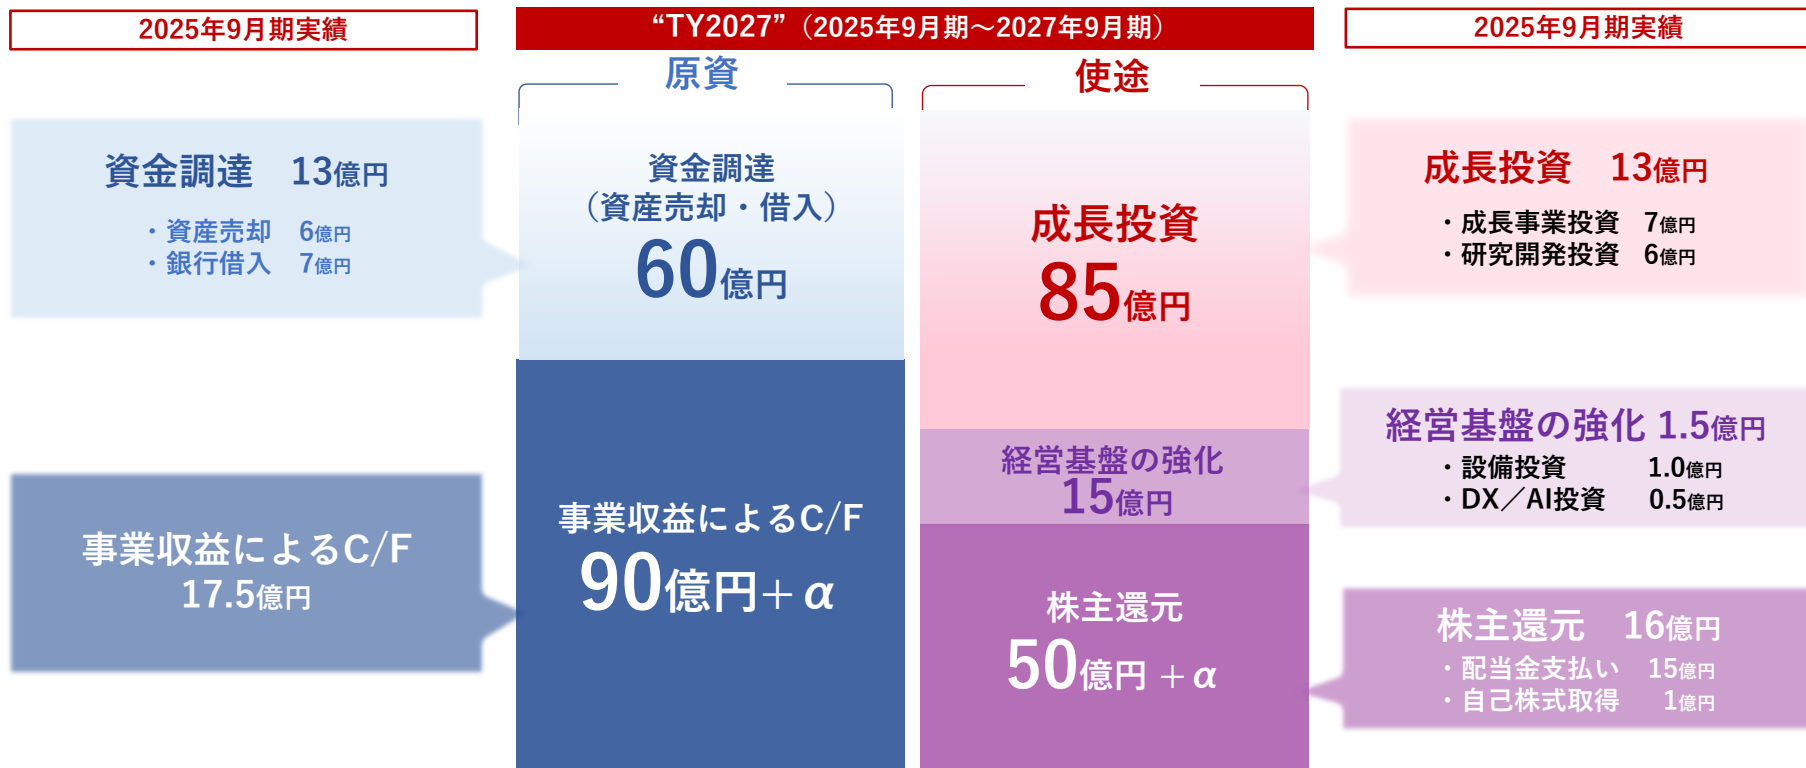 2025年9月期実績
“TY2027”（2025年9月期～2027年9月期）
2025年9月期実績
原資
使途
資金調達　13億円
・資産売却　6億円
・銀行借入　7億円
事業収益によるC/F
17.5億円
資金調達
（資産売却・借入）
60億円
事業収益によるC/F
90億円＋α
成長投資
85億円
経営基盤の強化
15億円
株主還元
50億円 ＋α
成長投資　13億円
・成長事業投資　7億円
・研究開発投資　6億円
経営基盤の強化 1.5億円
・設備投資　1.0億円
・DX／AI投資　0.5億円
株主還元　16億円
・配当金支払い　15億円
・自己株式取得　1億円